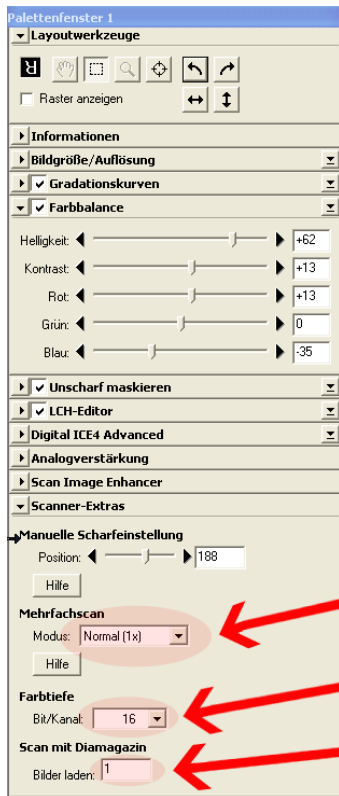 Palettenfenster 1
Layoutwerkzeuge
R
Raster anzeigen
Informationen
Bildgröße/Auflösung
Gradationskurven
Farbbalance
Helligkeit: +62
Kontrast: +13
Rot: +13
Grün: 0
Blau: -35
Unscharf maskieren
LCH-Editor
Digital ICE4 Advanced
Analogverstärkung
Scan Image Enhancer
Scanner-Extras
Manuelle Scharfeinstellung
Position: 188
Hilfe
Mehrfachscan
Modus: Normal (1x)
Hilfe
Farbtiefe
Bit/Kanal: 16
Scan mit Diamagazin
Bilder laden: 1